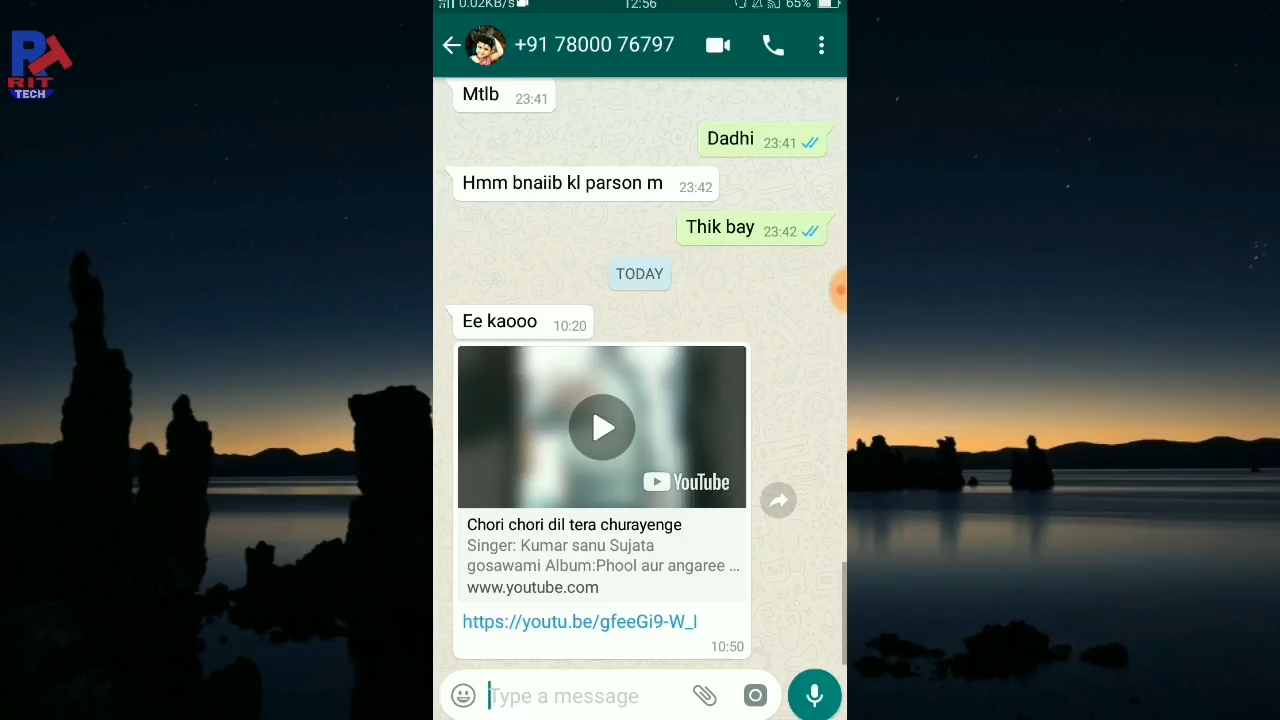 RA
RIT
TECH
0.02KB/s
12:56
65%
+91 78000 76797
Mtlb 23:41
Dadhi 23:41
Hmm bnaiib kl parson m 23:42
Thik bay 23:42
TODAY
Ee kaooo 10:20
YouTube
Chori chori dil tera churayenge
Singer: Kumar sanu Sujata
gosawami Album:Phool aur angaree ...
www.youtube.com
https://youtu.be/gfeeGi9-W_I
10:50
Type a message